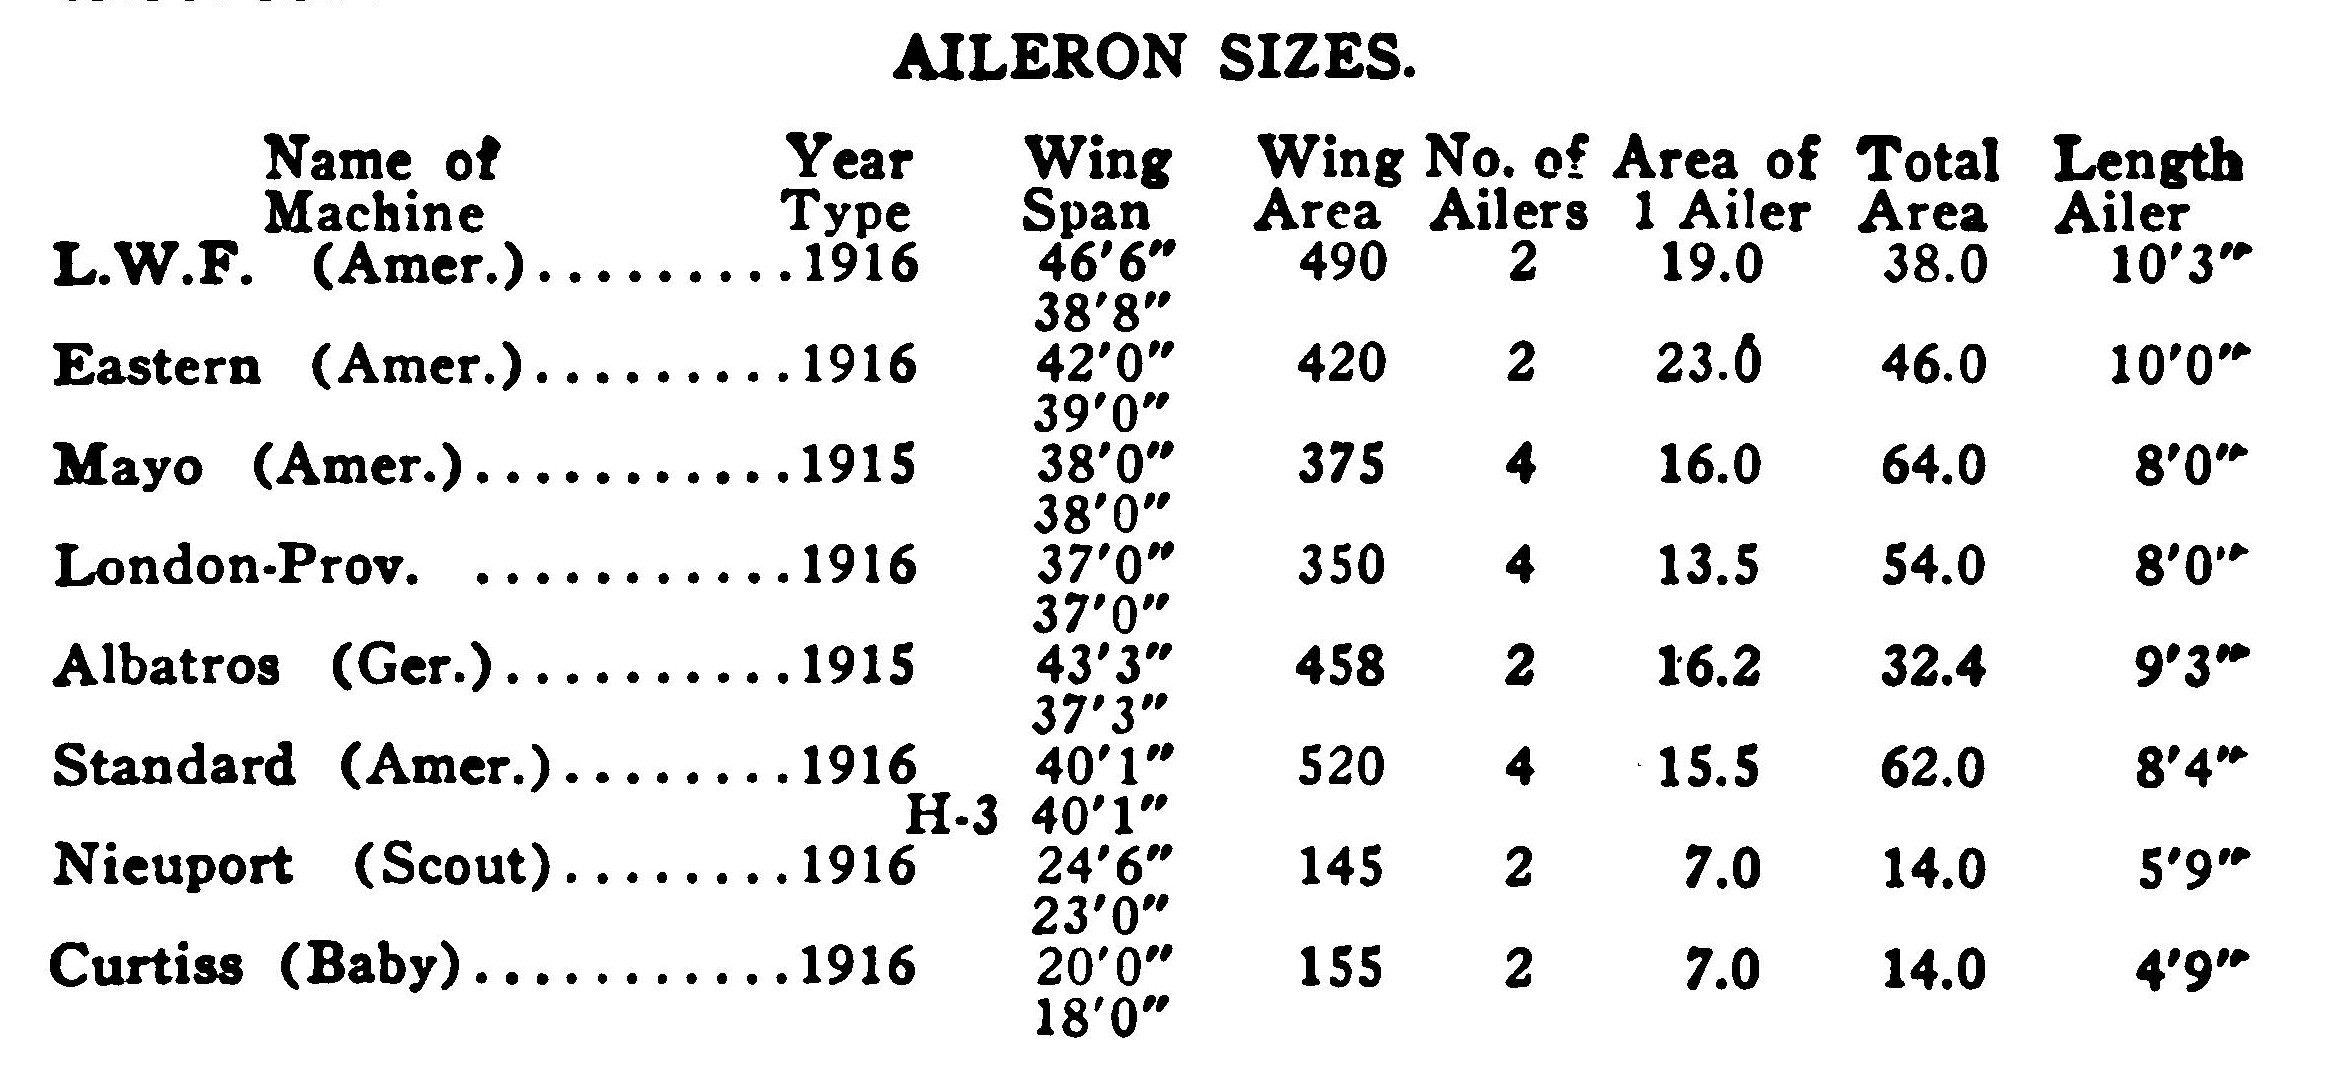 AILERON SIZES.
Name of Year Wing Wing No. of Area of Total Length
Machine Type Span Area Ailers 1 Ailer Area Ailer
L.W.F. (Amer.).........1916 46'6" 490 2 19.0 38.0 10'3"
38'8"
Eastern (Amer.).........1916 42'0" 420 2 23.0 46.0 10'0"
39'0"
Mayo (Amer.)...........1915 38'0" 375 4 16.0 64.0 8'0"
38'0"
London-Prov. ...........1916 37'0" 350 4 13.5 54.0 8'0"
37'0"
Albatros (Ger.)..........1915 43'3" 458 2 16.2 32.4 9'3"
37'3"
Standard (Amer.)........1916 40'1" 520 4 15.5 62.0 8'4"
H-3 40'1"
Nieuport (Scout)........1916 24'6" 145 2 7.0 14.0 5'9"
23'0"
Curtiss (Baby)...........1916 20'0" 155 2 7.0 14.0 4'9"
18'0"